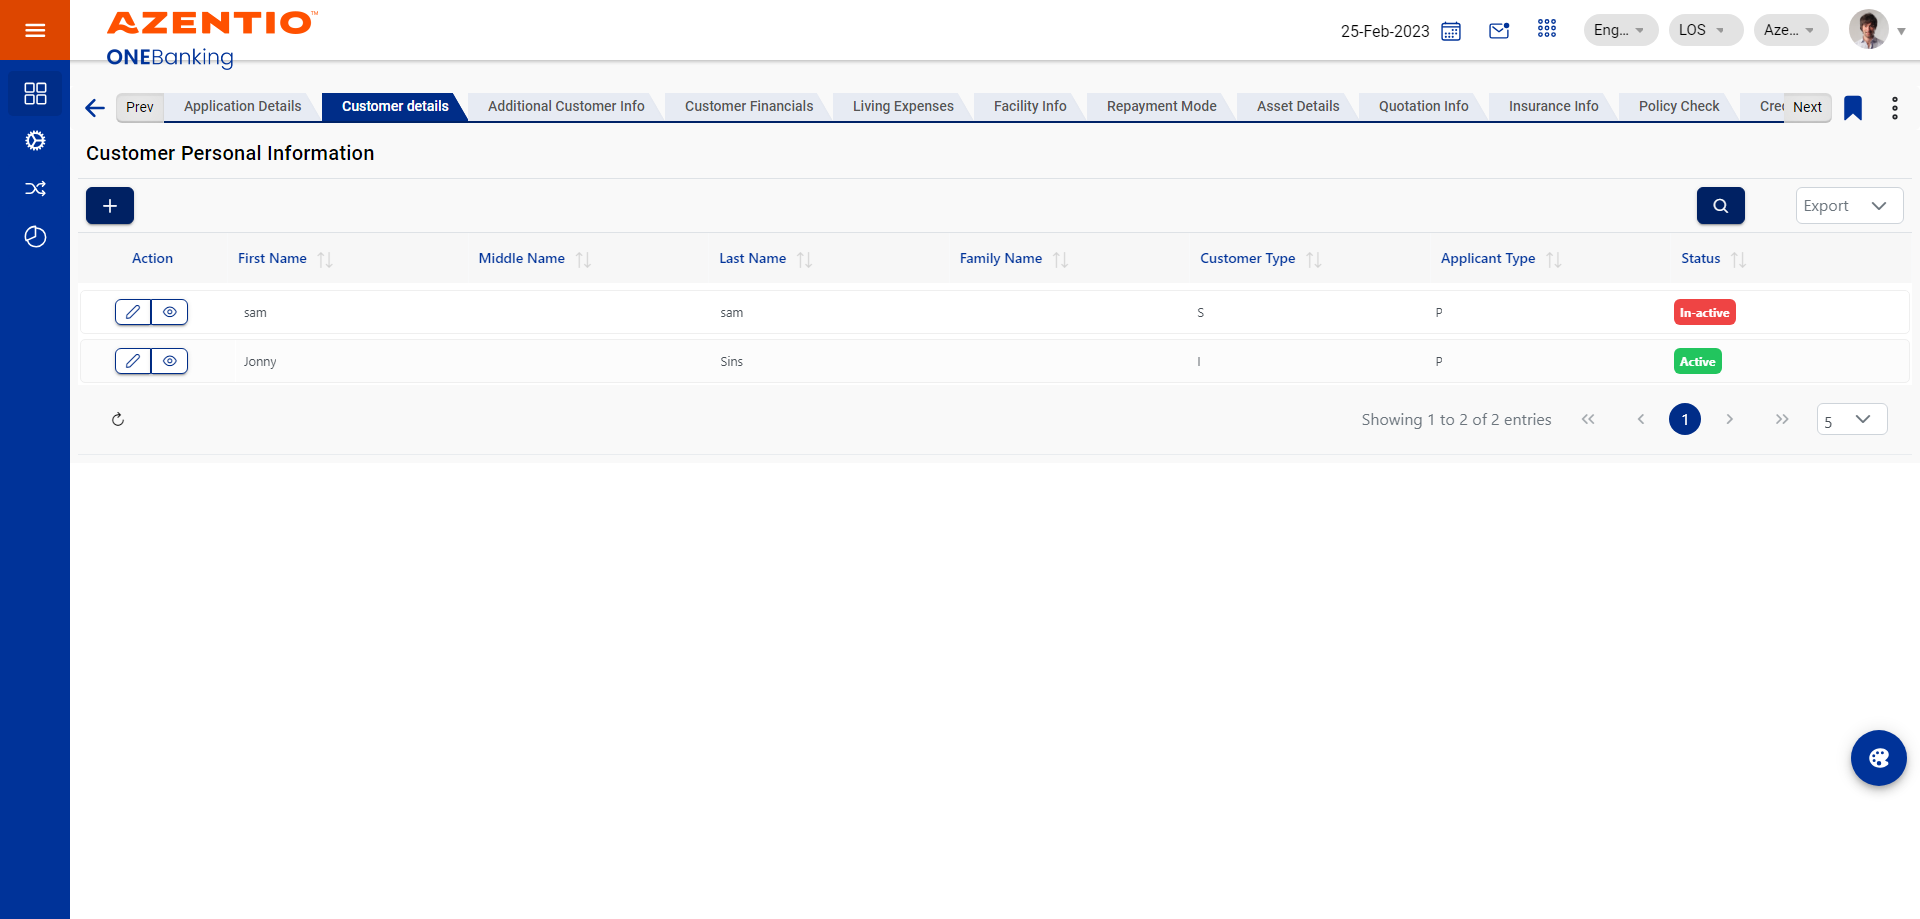 AZENTIO™
ONEBanking
25-Feb-2023
Eng...
LOS
Aze...
Prev
Application Details
Customer details
Additional Customer Info
Customer Financials
Living Expenses
Facility Info
Repayment Mode
Asset Details
Quotation Info
Insurance Info
Policy Check
Cre
Next
Customer Personal Information
Export
Action
First Name
Middle Name
Last Name
Family Name
Customer Type
Applicant Type
Status
sam
sam
S
P
In-active
Jonny
Sins
I
P
Active
Showing 1 to 2 of 2 entries
1
5